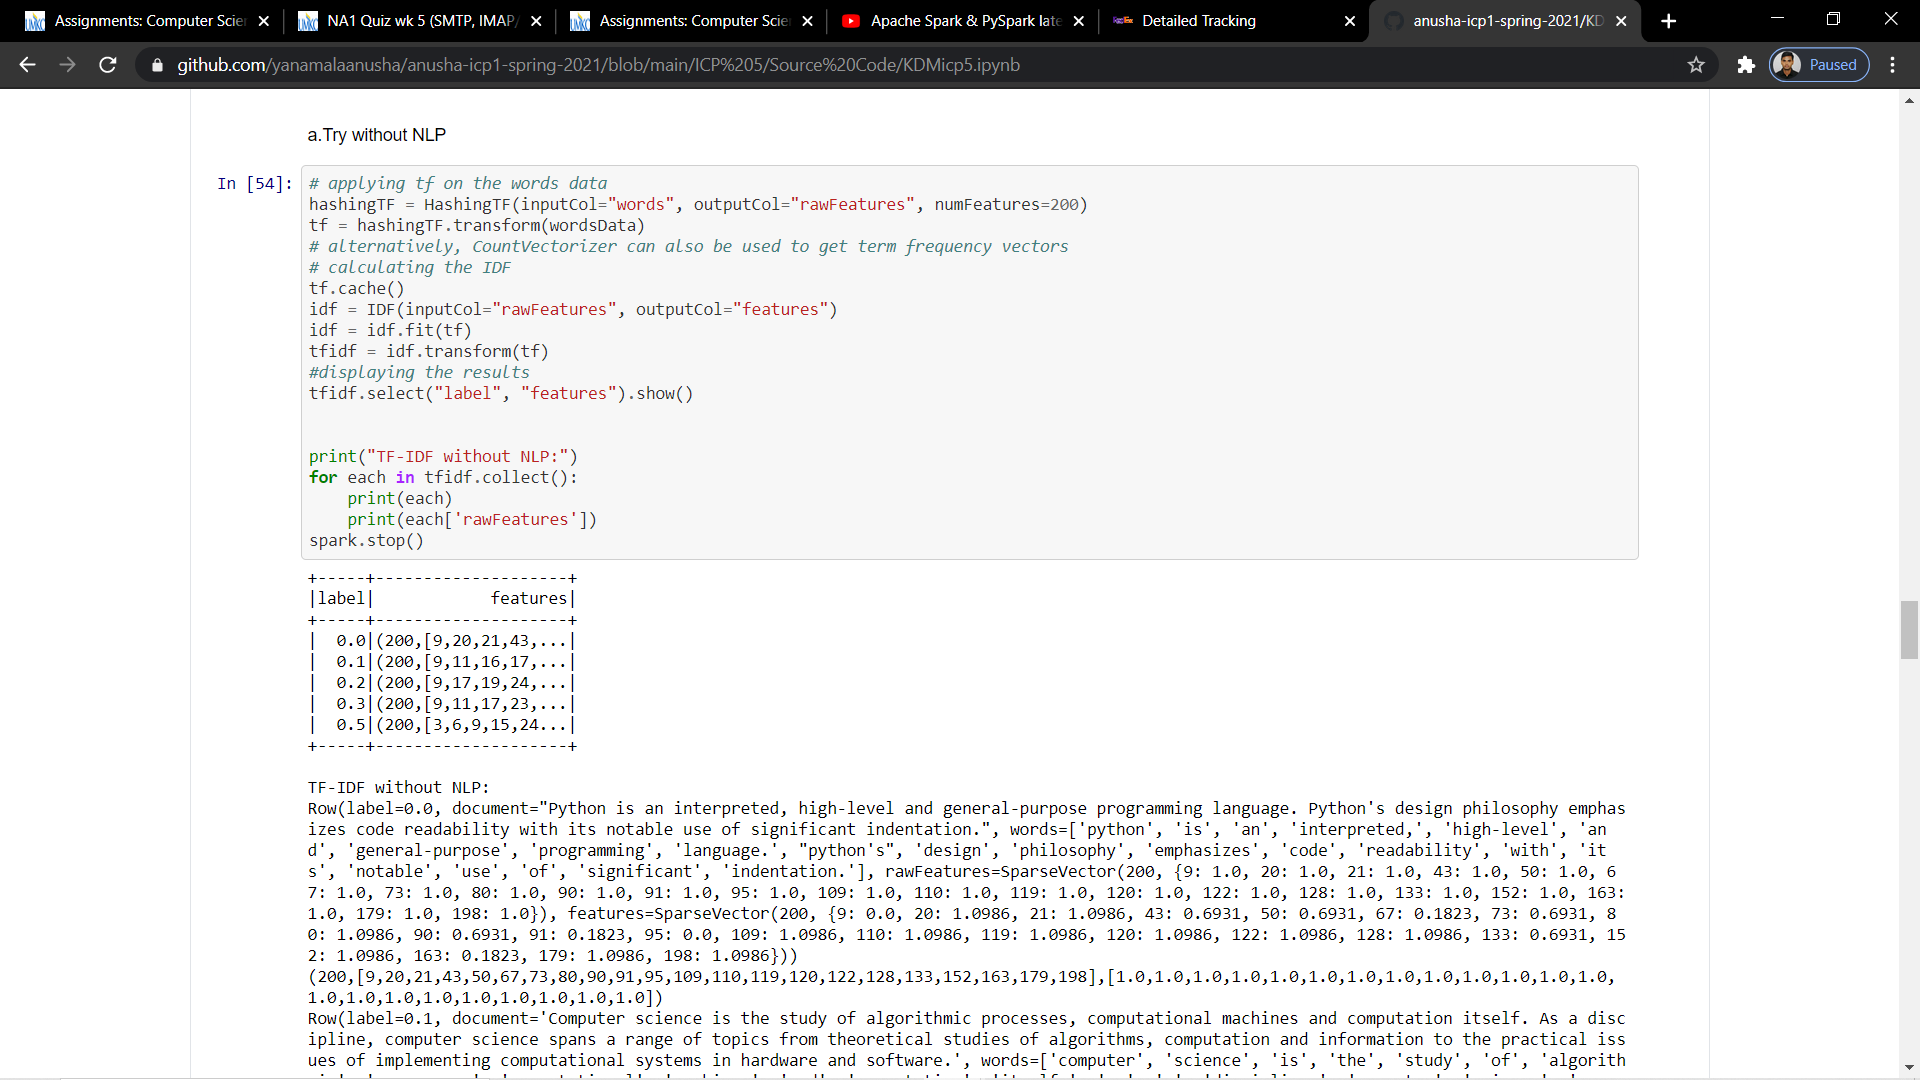 Assignments: Computer Scien
NA1 Quiz wk 5 (SMTP, IMAP,
Assignments: Computer Scie
Apache Spark & PySpark late
Detailed Tracking
anusha-icp1-spring-2021/KD
github.com/yanamalaanusha/anusha-icp1-spring-2021/blob/main/ICP%205/Source%20Code/KDMicp5.ipynb
Paused
a.Try without NLP
In [54]:
# applying tf on the words data
hashingTF = HashingTF(inputCol="words", outputCol="rawFeatures", numFeatures=200)
tf = hashingTF.transform(wordsData)
# alternatively, CountVectorizer can also be used to get term frequency vectors
# calculating the IDF
tf.cache()
idf = IDF(inputCol="rawFeatures", outputCol="features")
idf = idf.fit(tf)
tfidf = idf.transform(tf)
#displaying the results
tfidf.select("label", "features").show()
print("TF-IDF without NLP:")
for each in tfidf.collect():
    print(each)
    print(each['rawFeatures'])
spark.stop()
+-----+--------------------+
|label|            features|
+-----+--------------------+
|  0.0|(200,[9,20,21,43,...|
|  0.1|(200,[9,11,16,17,...|
|  0.2|(200,[9,17,19,24,...|
|  0.3|(200,[9,11,17,23,...|
|  0.5|(200,[3,6,9,15,24...|
+-----+--------------------+
TF-IDF without NLP:
Row(label=0.0, document="Python is an interpreted, high-level and general-purpose programming language. Python's design philosophy emphas
izes code readability with its notable use of significant indentation.", words=['python', 'is', 'an', 'interpreted,', 'high-level', 'an
d', 'general-purpose', 'programming', 'language.', "python's", 'design', 'philosophy', 'emphasizes', 'code', 'readability', 'with', 'it
s', 'notable', 'use', 'of', 'significant', 'indentation.'], rawFeatures=SparseVector(200, {9: 1.0, 20: 1.0, 21: 1.0, 43: 1.0, 50: 1.0, 6
7: 1.0, 73: 1.0, 80: 1.0, 90: 1.0, 91: 1.0, 95: 1.0, 109: 1.0, 110: 1.0, 119: 1.0, 120: 1.0, 122: 1.0, 128: 1.0, 133: 1.0, 152: 1.0, 163:
1.0, 179: 1.0, 198: 1.0}), features=SparseVector(200, {9: 0.0, 20: 1.0986, 21: 1.0986, 43: 0.6931, 50: 0.6931, 67: 0.1823, 73: 0.6931, 8
0: 1.0986, 90: 0.6931, 91: 0.1823, 95: 0.0, 109: 1.0986, 110: 1.0986, 119: 1.0986, 120: 1.0986, 122: 1.0986, 128: 1.0986, 133: 0.6931, 15
2: 1.0986, 163: 0.1823, 179: 1.0986, 198: 1.0986}))
(200,[9,20,21,43,50,67,73,80,90,91,95,109,110,119,120,122,128,133,152,163,179,198],[1.0,1.0,1.0,1.0,1.0,1.0,1.0,1.0,1.0,1.0,1.0,1.0,1.0,
1.0,1.0,1.0,1.0,1.0,1.0,1.0,1.0,1.0])
Row(label=0.1, document='Computer science is the study of algorithmic processes, computational machines and computation itself. As a disc
ipline, computer science spans a range of topics from theoretical studies of algorithms, computation and information to the practical iss
ues of implementing computational systems in hardware and software.', words=['computer', 'science', 'is', 'the', 'study', 'of', 'algorith